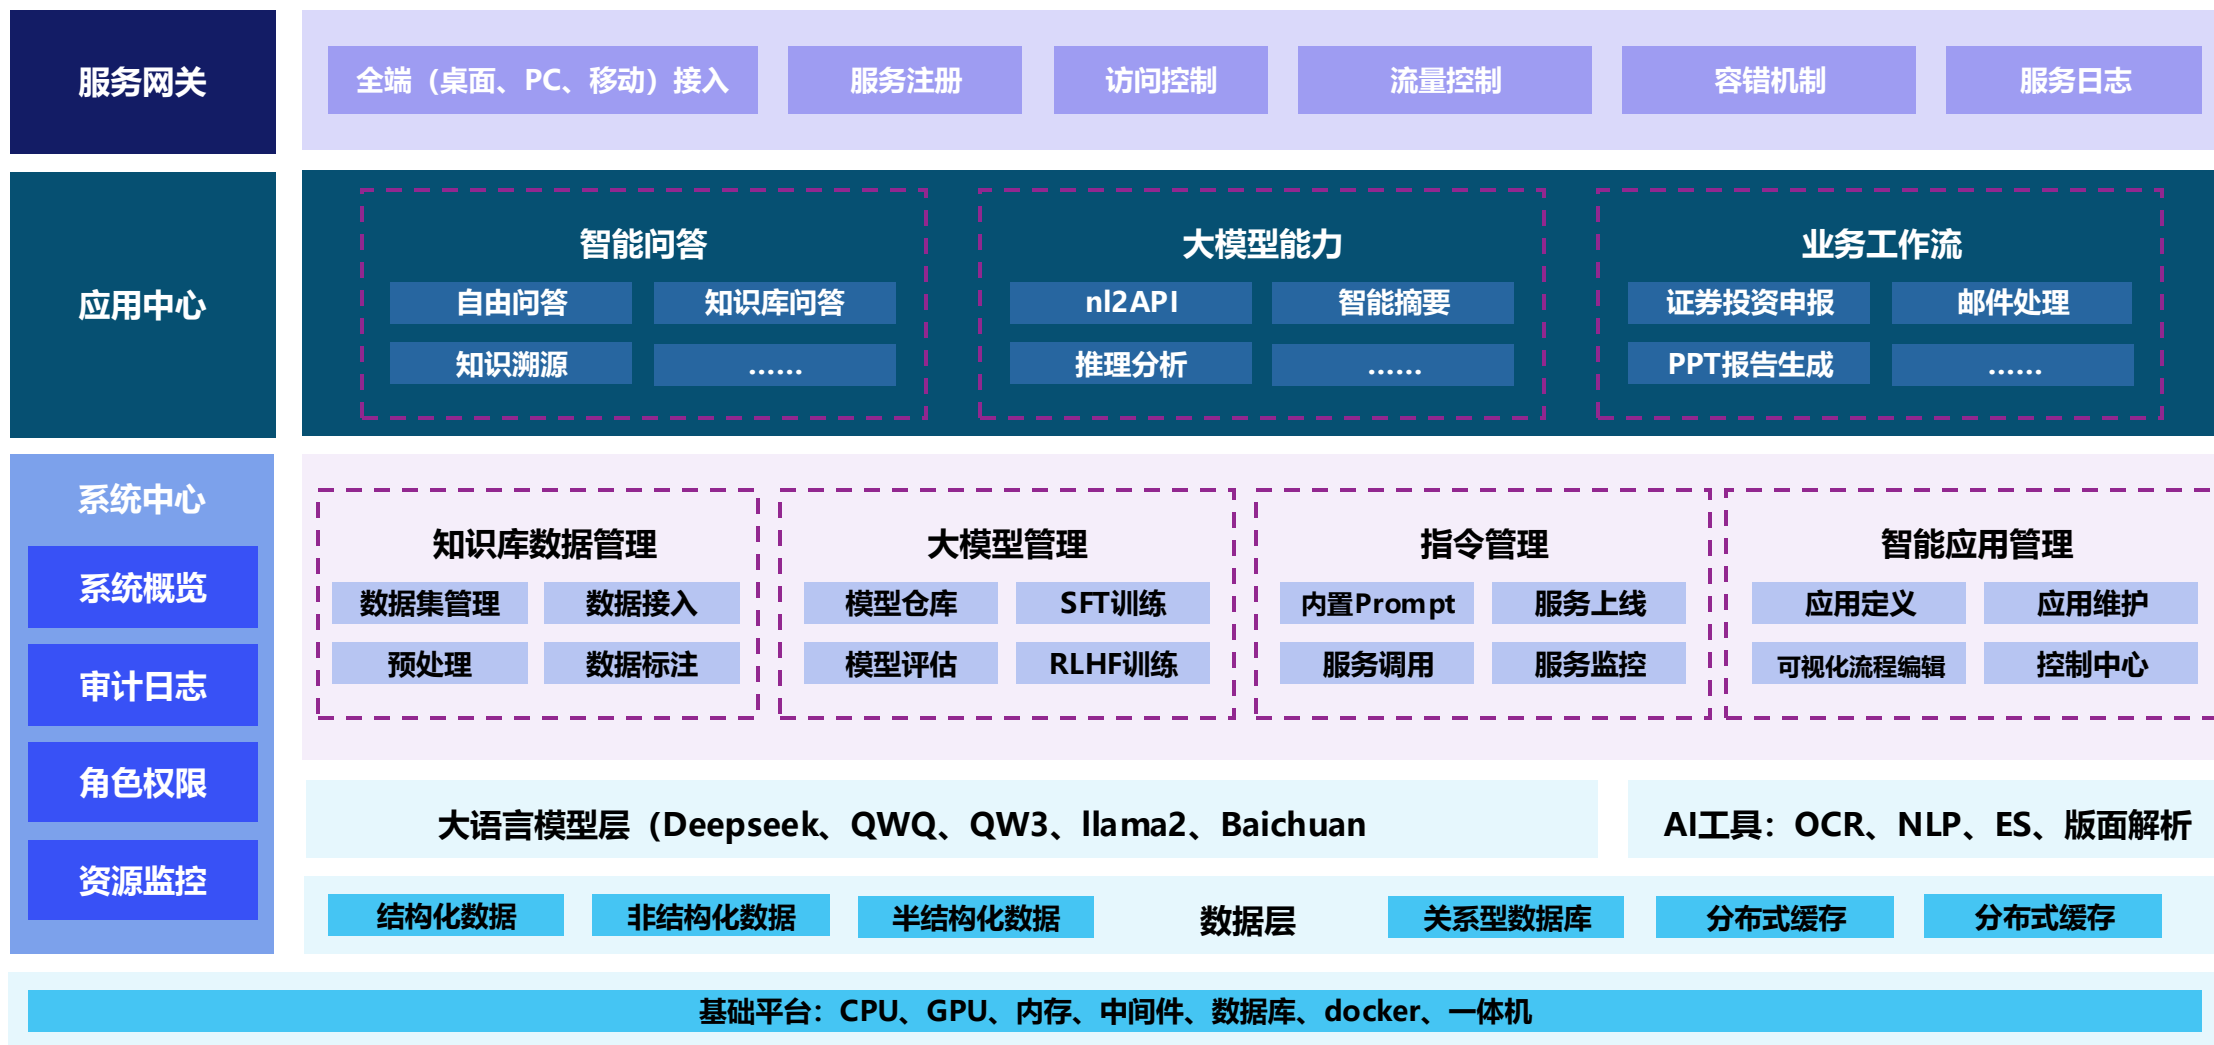 服务网关
全端（桌面、PC、移动）接入
服务注册
访问控制
流量控制
容错机制
服务日志
应用中心
智能问答
自由问答
知识库问答
知识溯源
......
大模型能力
nl2API
智能摘要
推理分析
......
业务工作流
证券投资申报
邮件处理
PPT报告生成
......
系统中心
系统概览
审计日志
角色权限
资源监控
知识库数据管理
数据集管理
数据接入
预处理
数据标注
大模型管理
模型仓库
SFT训练
模型评估
RLHF训练
指令管理
内置Prompt
服务上线
服务调用
服务监控
智能应用管理
应用定义
应用维护
可视化流程编辑
控制中心
大语言模型层（Deepseek、QWQ、QW3、llama2、Baichuan
AI工具：OCR、NLP、ES、版面解析
结构化数据
非结构化数据
半结构化数据
数据层
关系型数据库
分布式缓存
分布式缓存
基础平台：CPU、GPU、内存、中间件、数据库、docker、一体机